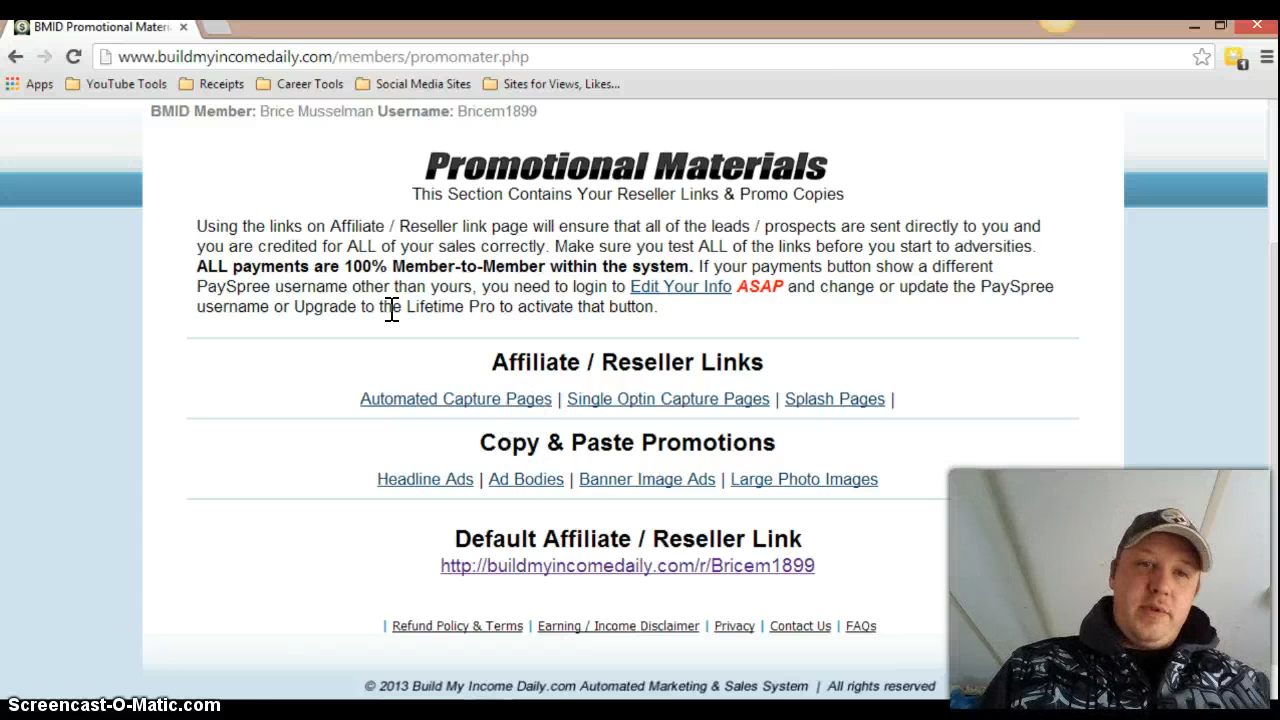 BMID Promotional Mater
www.buildmyincomedaily.com/members/promomater.php
Apps YouTube Tools Receipts Career Tools Social Media Sites Sites for Views, Likes...
1
BMID Member: Brice Musselman Username: Bricem1899
Promotional Materials
This Section Contains Your Reseller Links & Promo Copies
Using the links on Affiliate / Reseller link page will ensure that all of the leads / prospects are sent directly to you and
you are credited for ALL of your sales correctly. Make sure you test ALL of the links before you start to adversities.
ALL payments are 100% Member-to-Member within the system. If your payments button show a different
PaySpree username other than yours, you need to login to Edit Your Info ASAP and change or update the PaySpree
username or Upgrade to the Lifetime Pro to activate that button.
Affiliate / Reseller Links
Automated Capture Pages | Single Optin Capture Pages | Splash Pages |
Copy & Paste Promotions
Headline Ads | Ad Bodies | Banner Image Ads | Large Photo Images
Default Affiliate / Reseller Link
http://buildmyincomedaily.com/r/Bricem1899
| Refund Policy & Terms | Earning / Income Disclaimer | Privacy | Contact Us | FAQs
© 2013 Build My Income Daily.com Automated Marketing & Sales System | All rights reserved
Screencast-O-Matic.com